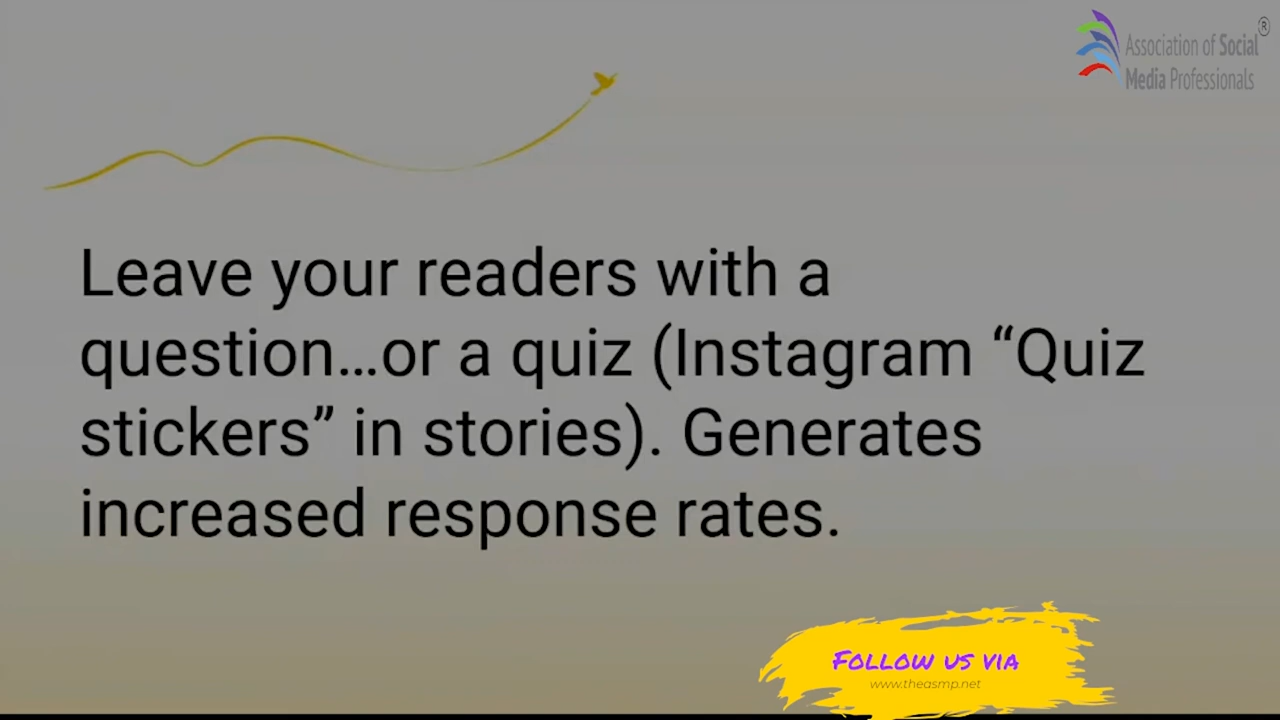 Association of Social ®
Media Professionals
Leave your readers with a
question…or a quiz (Instagram “Quiz
stickers” in stories). Generates
increased response rates.
Follow us via
www.theasmp.net